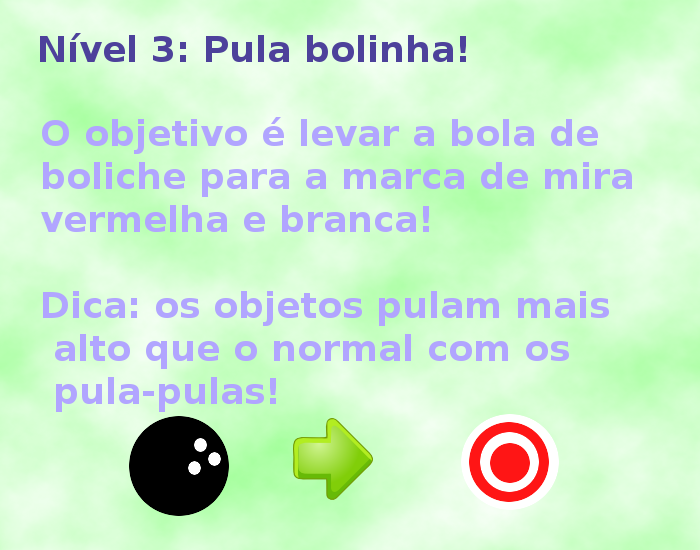 Nível 3: Pula bolinha!
O objetivo é levar a bola de
boliche para a marca de mira
vermelha e branca!
Dica: os objetos pulam mais
alto que o normal com os
pula-pulas!